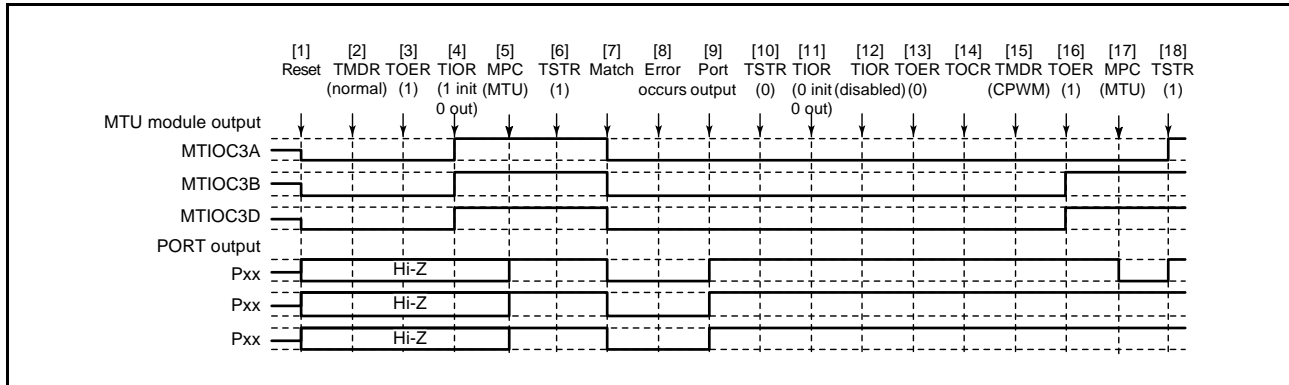 [1] [2] [3] [4] [5] [6] [7] [8] [9] [10] [11] [12] [13] [14] [15] [16] [17] [18]
Reset TMDR TOER TIOR MPC TSTR Match Error Port TSTR TIOR TIOR TOER TOCR TMDR TOER MPC TSTR
(normal) (1) (1 init (MTU) (1) occurs output (0) (0 init (disabled) (0) (CPWM) (1) (MTU) (1)
0 out) 0 out)
MTU module output
MTIOC3A
MTIOC3B
MTIOC3D
PORT output
Pxx Hi-Z
Pxx Hi-Z
Pxx Hi-Z